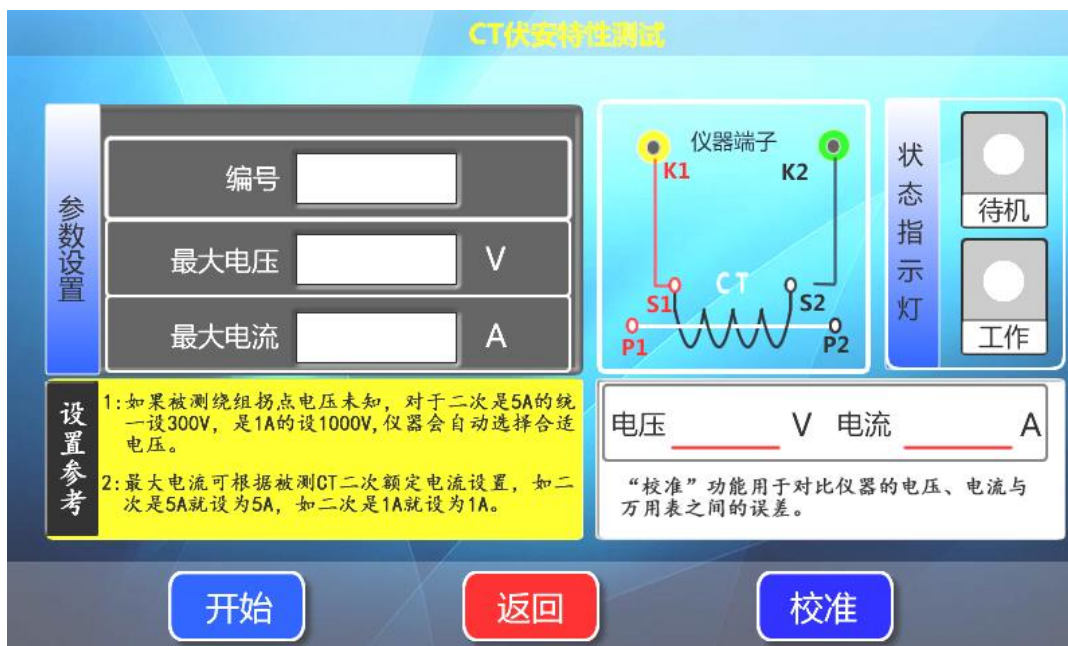 CT伏安特性测试
参数设置
编号
最大电压 V
最大电流 A
仪器端子
K1 K2
CT
S1 S2
P1 P2
状态指示灯
待机
工作
设置参考
1:如果被测绕组拐点电压未知，对于二次是5A的统
一设300V，是1A的设1000V,仪器会自动选择合适
电压。
2:最大电流可根据被测CT二次额定电流设置，如二
次是5A就设为5A，如二次是1A就设为1A。
电压 V 电流 A
“校准”功能用于对比仪器的电压、电流与
万用表之间的误差。
开始 返回 校准